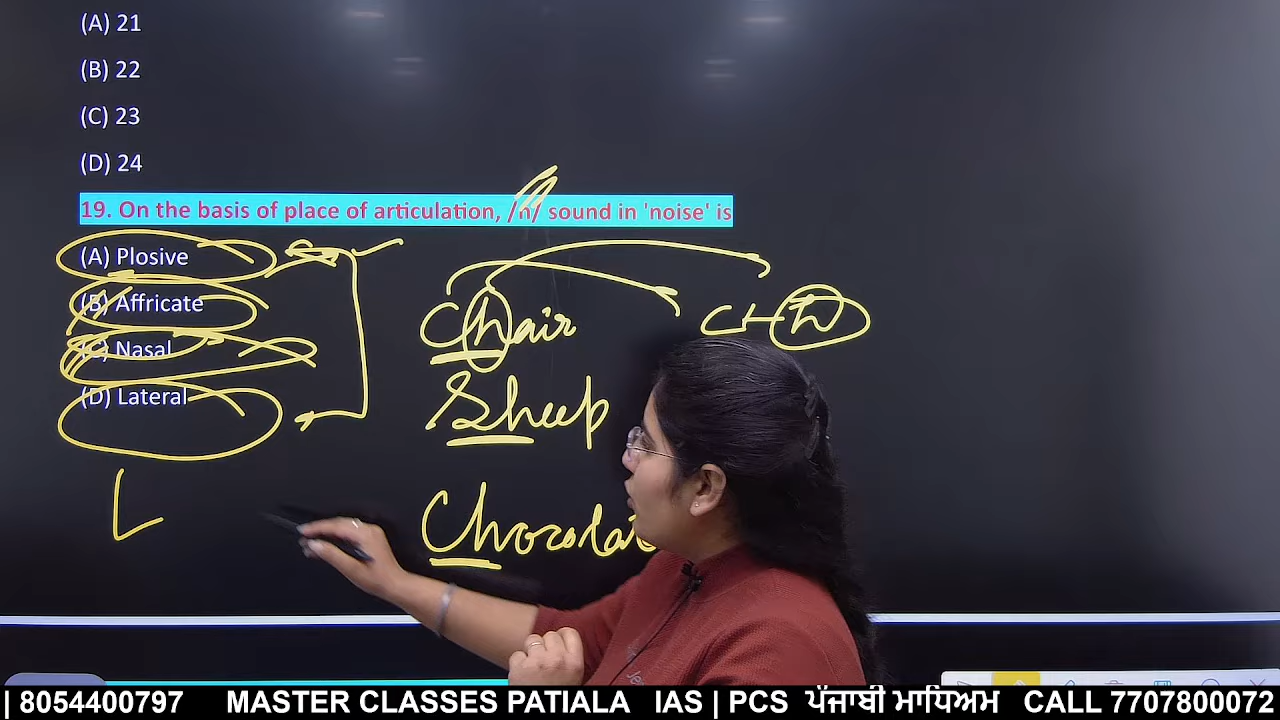 (A) 21
(B) 22
(C) 23
(D) 24
19. On the basis of place of articulation, /n/ sound in 'noise' is
(A) Plosive
(B) Affricate
(C) Nasal
(D) Lateral
Chair
Sheep
L
| 8054400797 MASTER CLASSES PATIALA IAS | PCS ਪੰਜਾਬੀ ਮਾਧਿਅਮ CALL 7707800072